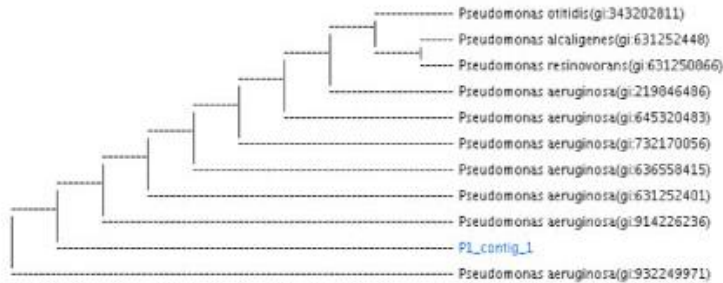 Pseudomonas otitidis(gi:343202811)
Pseudomonas alcaligenes(gi:631252448)
Pseudomonas resinovorans(gi:631250866)
Pseudomonas aeruginosa(gi:219846486)
Pseudomonas aeruginosa(gi:645320483)
Pseudomonas aeruginosa(gi:732170056)
Pseudomonas aeruginosa(gi:636558415)
Pseudomonas aeruginosa(gi:631252401)
Pseudomonas aeruginosa(gi:914226236)
P1_contig_1
Pseudomonas aeruginosa(gi:932249971)